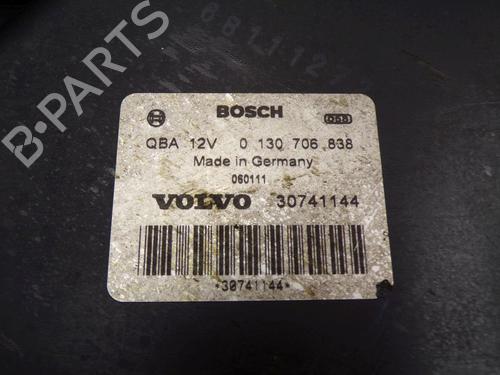 BOSCH
QBA 12V 0 130 706 838
Made in Germany
060111
VOLVO 30741144
*30741144*
B-PARTS